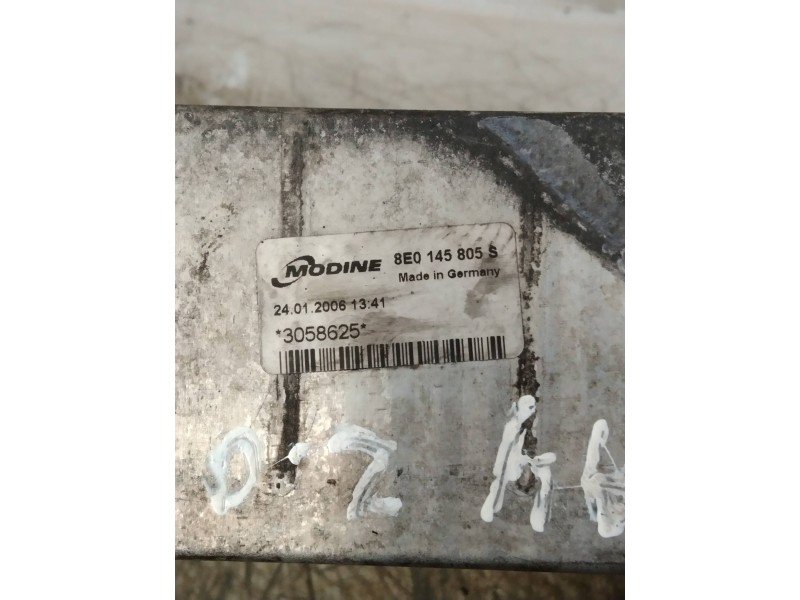 MODINE 8E0 145 805 S
Made in Germany
24.01.2006 13:41
*3058625*